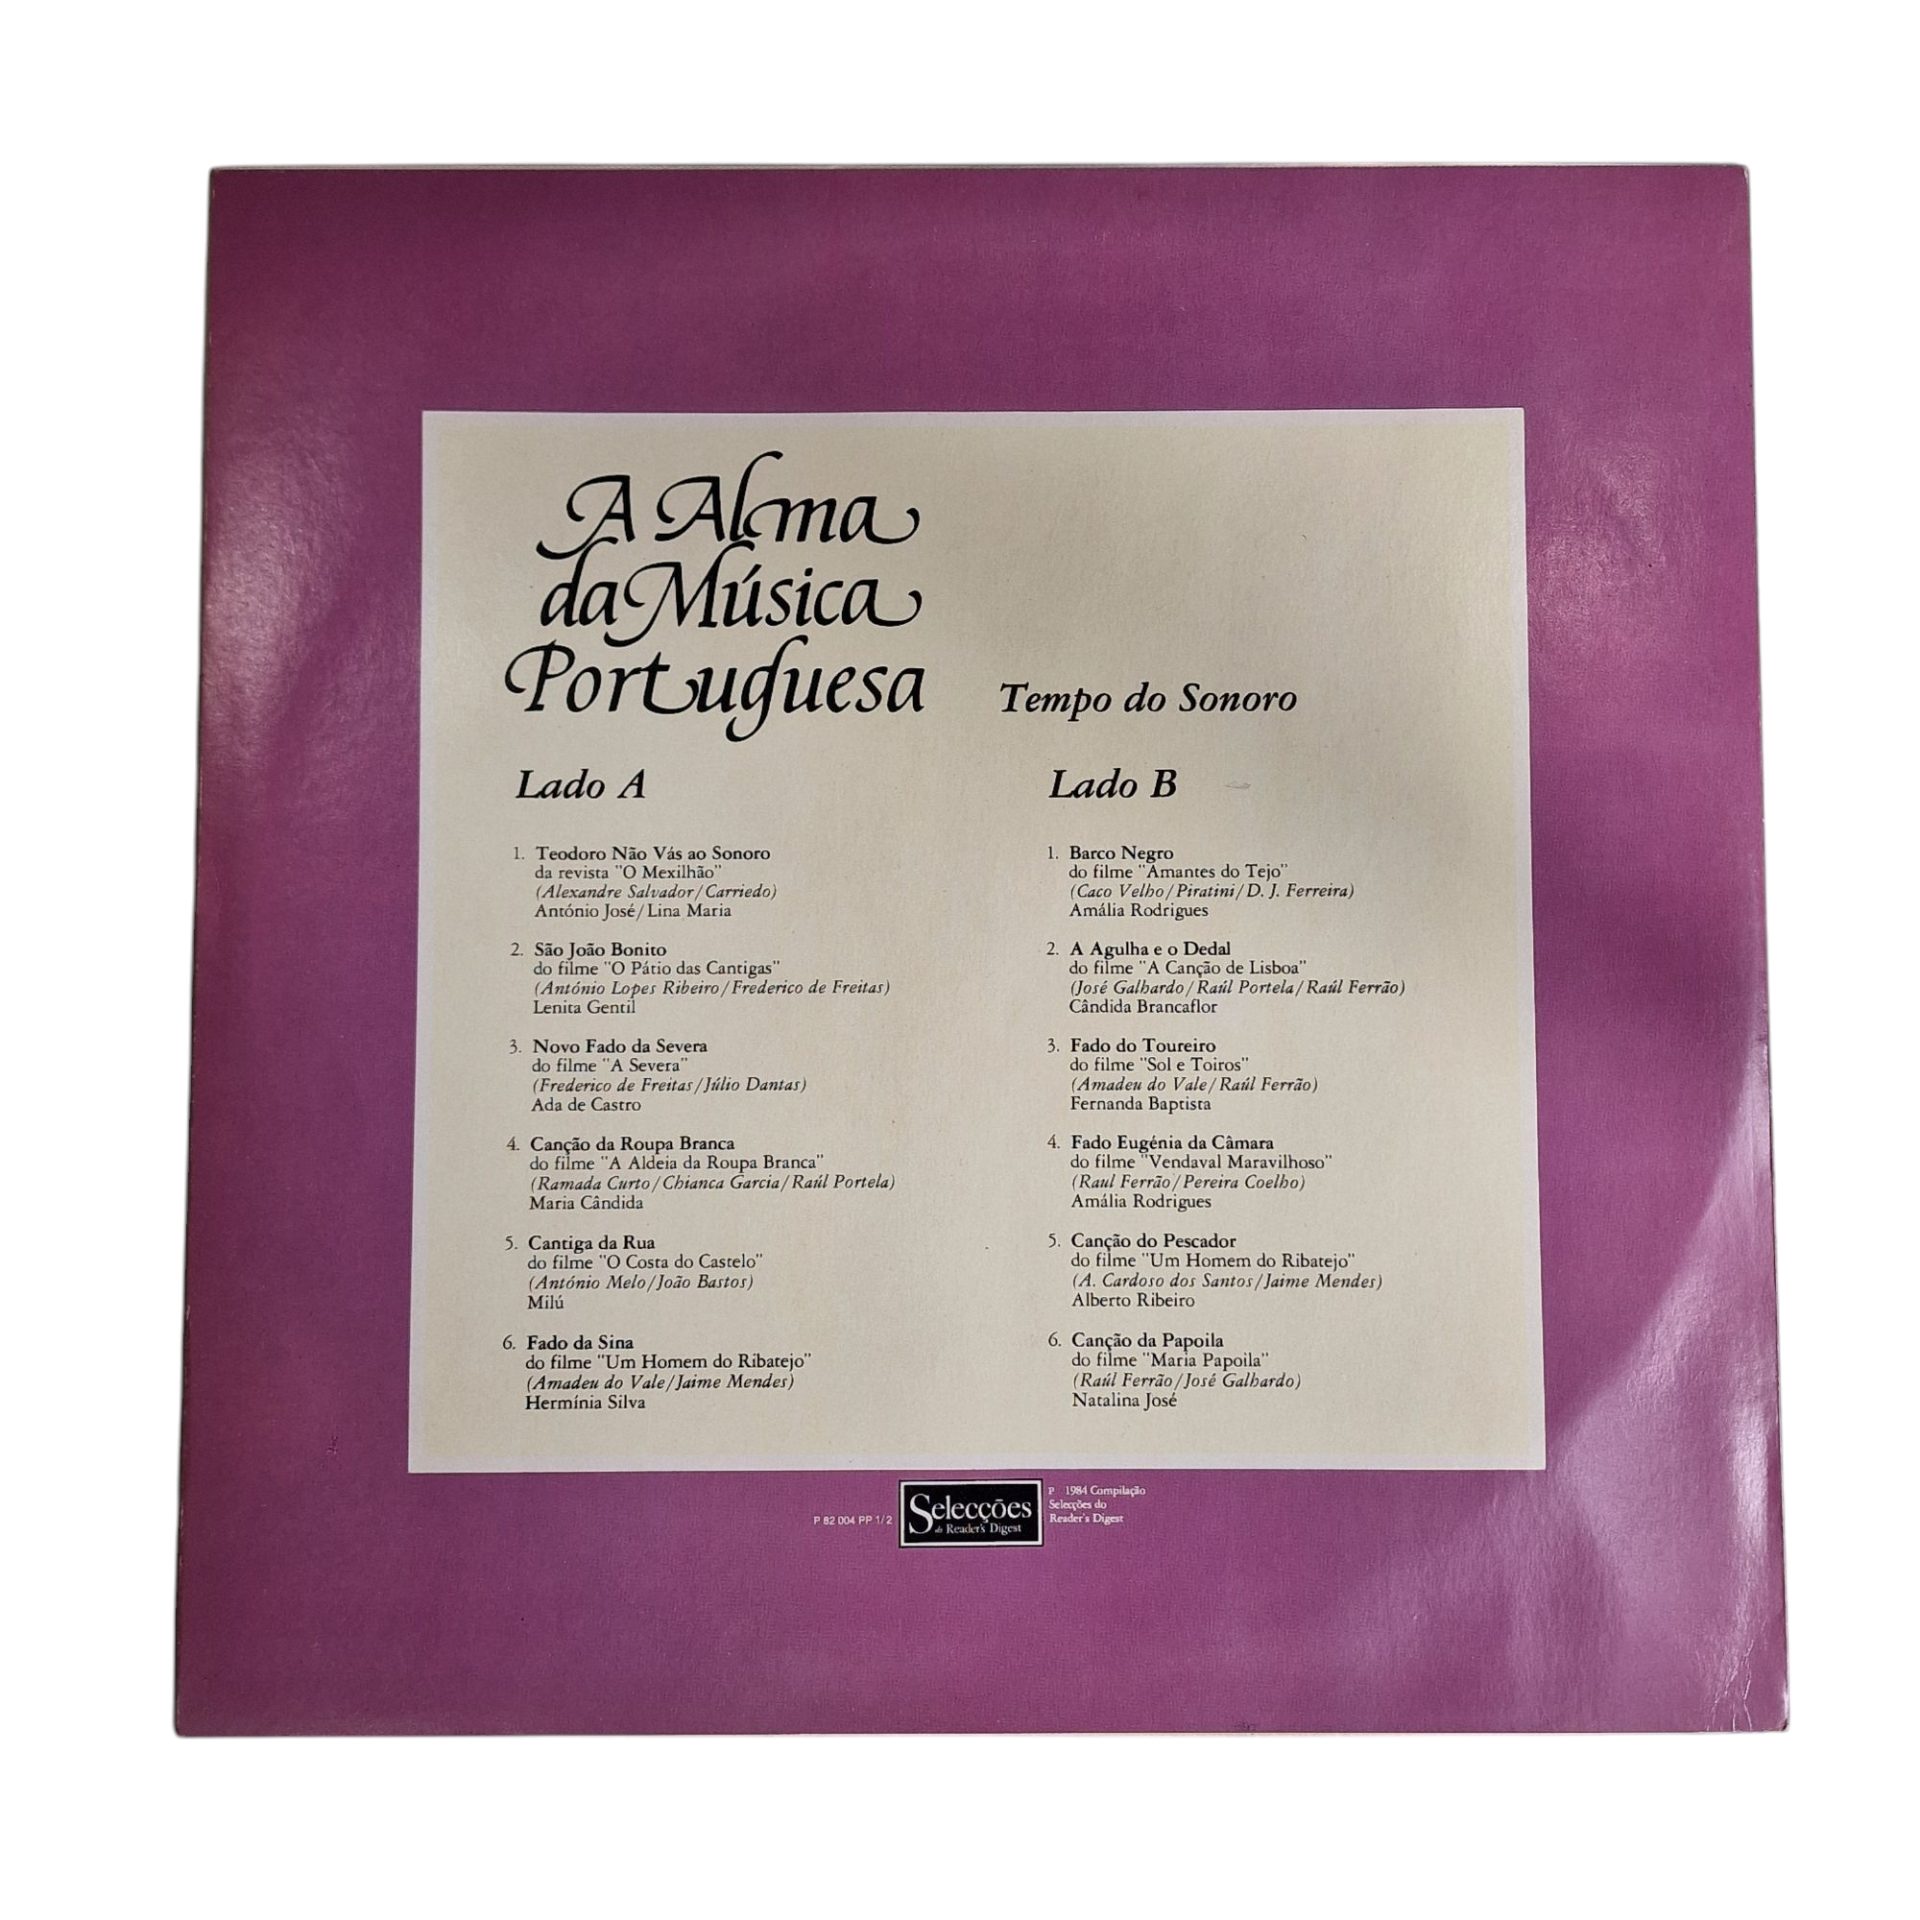 A Alma
da Música
Portuguesa
Tempo do Sonoro
Lado A
1. Teodoro Não Vás ao Sonoro
da revista "O Mexilhão"
(Alexandre Salvador/Carriedo)
António José/Lina Maria
2. São João Bonito
do filme "O Pátio das Cantigas"
(António Lopes Ribeiro/Frederico de Freitas)
Lenita Gentil
3. Novo Fado da Severa
do filme "A Severa"
(Frederico de Freitas/Júlio Dantas)
Ada de Castro
4. Canção da Roupa Branca
do filme "A Aldeia da Roupa Branca"
(Ramada Curto/Chianca Garcia/Raúl Portela)
Maria Cândida
5. Cantiga da Rua
do filme "O Costa do Castelo"
(António Melo/João Bastos)
Milú
6. Fado da Sina
do filme "Um Homem do Ribatejo"
(Amadeu do Vale/Jaime Mendes)
Hermínia Silva
Lado B
1. Barco Negro
do filme "Amantes do Tejo"
(Caco Velho/Piratini/D. J. Ferreira)
Amália Rodrigues
2. A Agulha e o Dedal
do filme "A Canção de Lisboa"
(José Galhardo/Raúl Portela/Raúl Ferrão)
Cândida Brancaflor
3. Fado do Toureiro
do filme "Sol e Toiros"
(Amadeu do Vale/Raúl Ferrão)
Fernanda Baptista
4. Fado Eugénia da Câmara
do filme "Vendaval Maravilhoso"
(Raul Ferrão/Pereira Coelho)
Amália Rodrigues
5. Canção do Pescador
do filme "Um Homem do Ribatejo"
(A. Cardoso dos Santos/Jaime Mendes)
Alberto Ribeiro
6. Canção da Papoila
do filme "Maria Papoila"
(Raúl Ferrão/José Galhardo)
Natalina José
P 82 004 PP 1/2
Selecções
do Reader's Digest
P 1984 Compilação
Selecções do
Reader's Digest